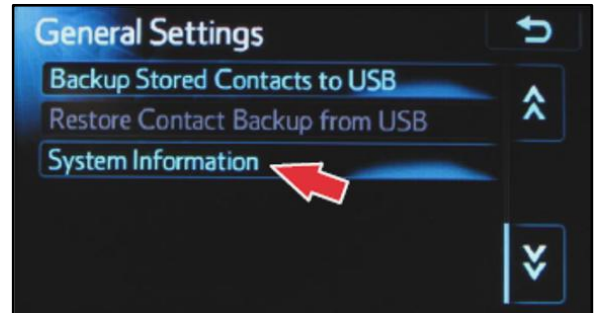 General Settings
Backup Stored Contacts to USB
Restore Contact Backup from USB
System Information